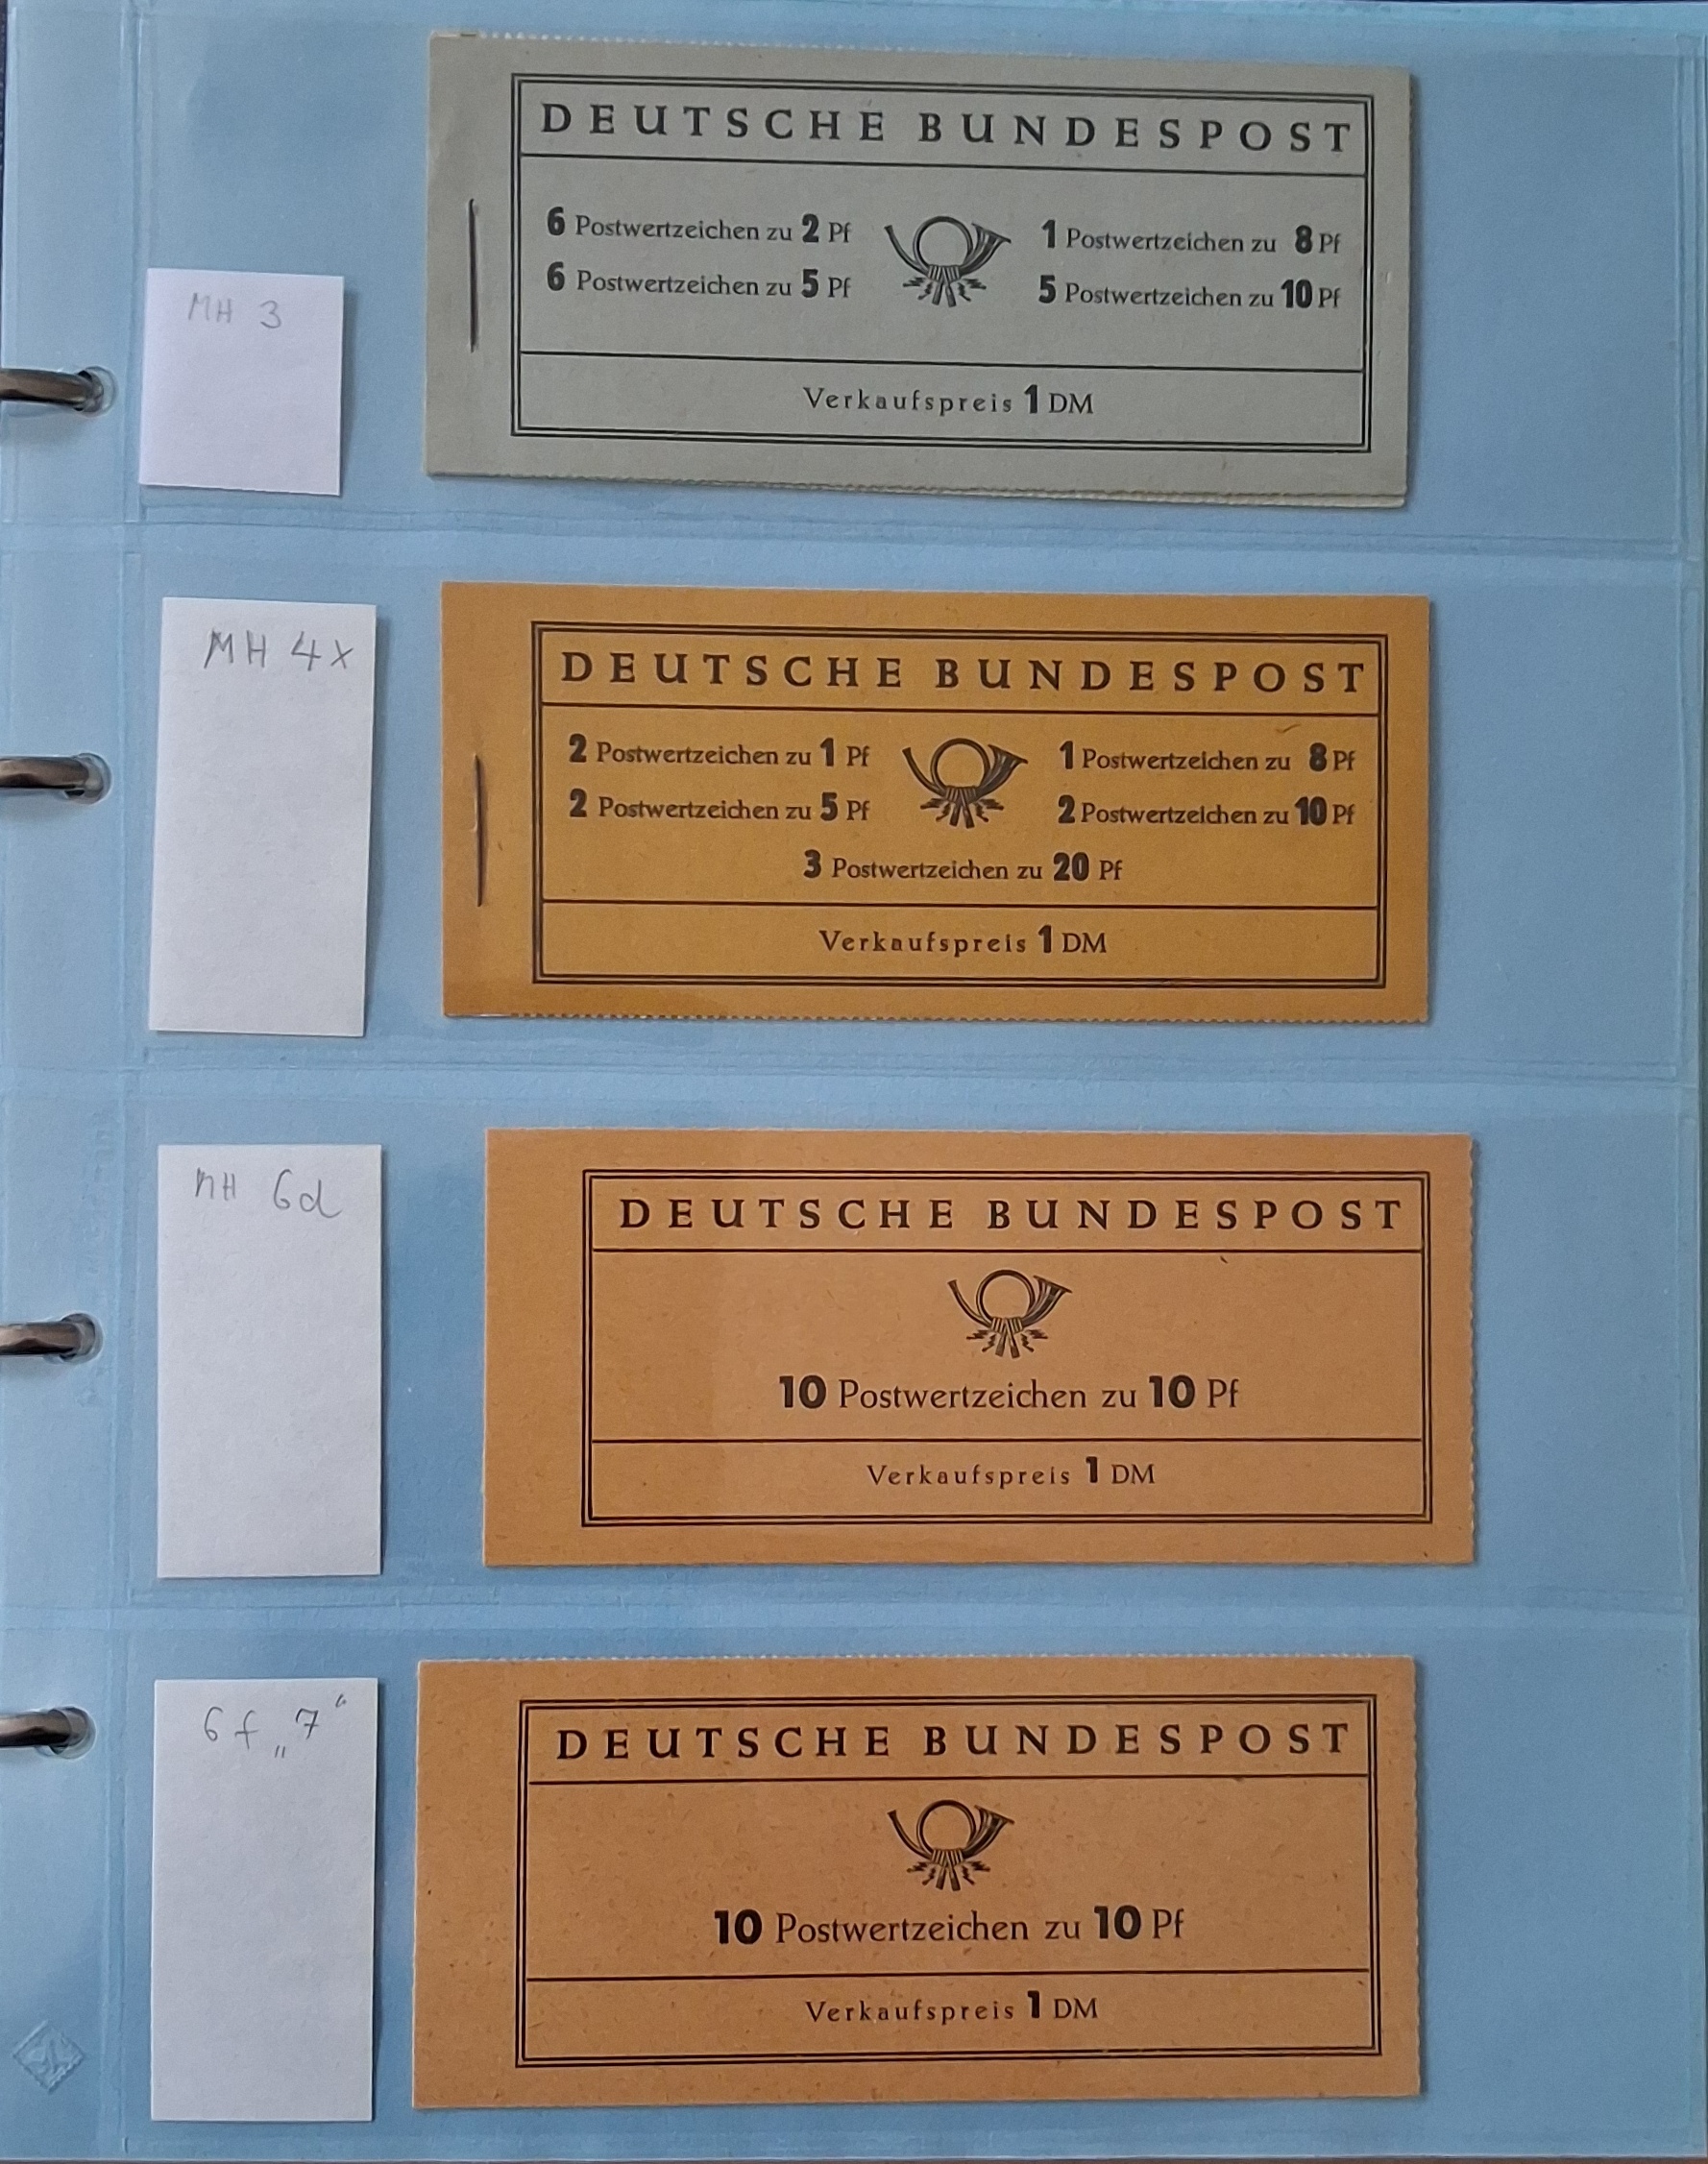 DEUTSCHE BUNDESPOST
6 Postwertzeichen zu 2 Pf
6 Postwertzeichen zu 5 Pf
1 Postwertzeichen zu 8 Pf
5 Postwertzeichen zu 10 Pf
Verkaufspreis 1 DM
MH 3
DEUTSCHE BUNDESPOST
2 Postwertzeichen zu 1 Pf
2 Postwertzeichen zu 5 Pf
1 Postwertzeichen zu 8 Pf
2 Postwertzeichen zu 10 Pf
3 Postwertzeichen zu 20 Pf
Verkaufspreis 1 DM
MH 4x
DEUTSCHE BUNDESPOST
10 Postwertzeichen zu 10 Pf
Verkaufspreis 1 DM
MH 6d
DEUTSCHE BUNDESPOST
10 Postwertzeichen zu 10 Pf
Verkaufspreis 1 DM
6 f „7“